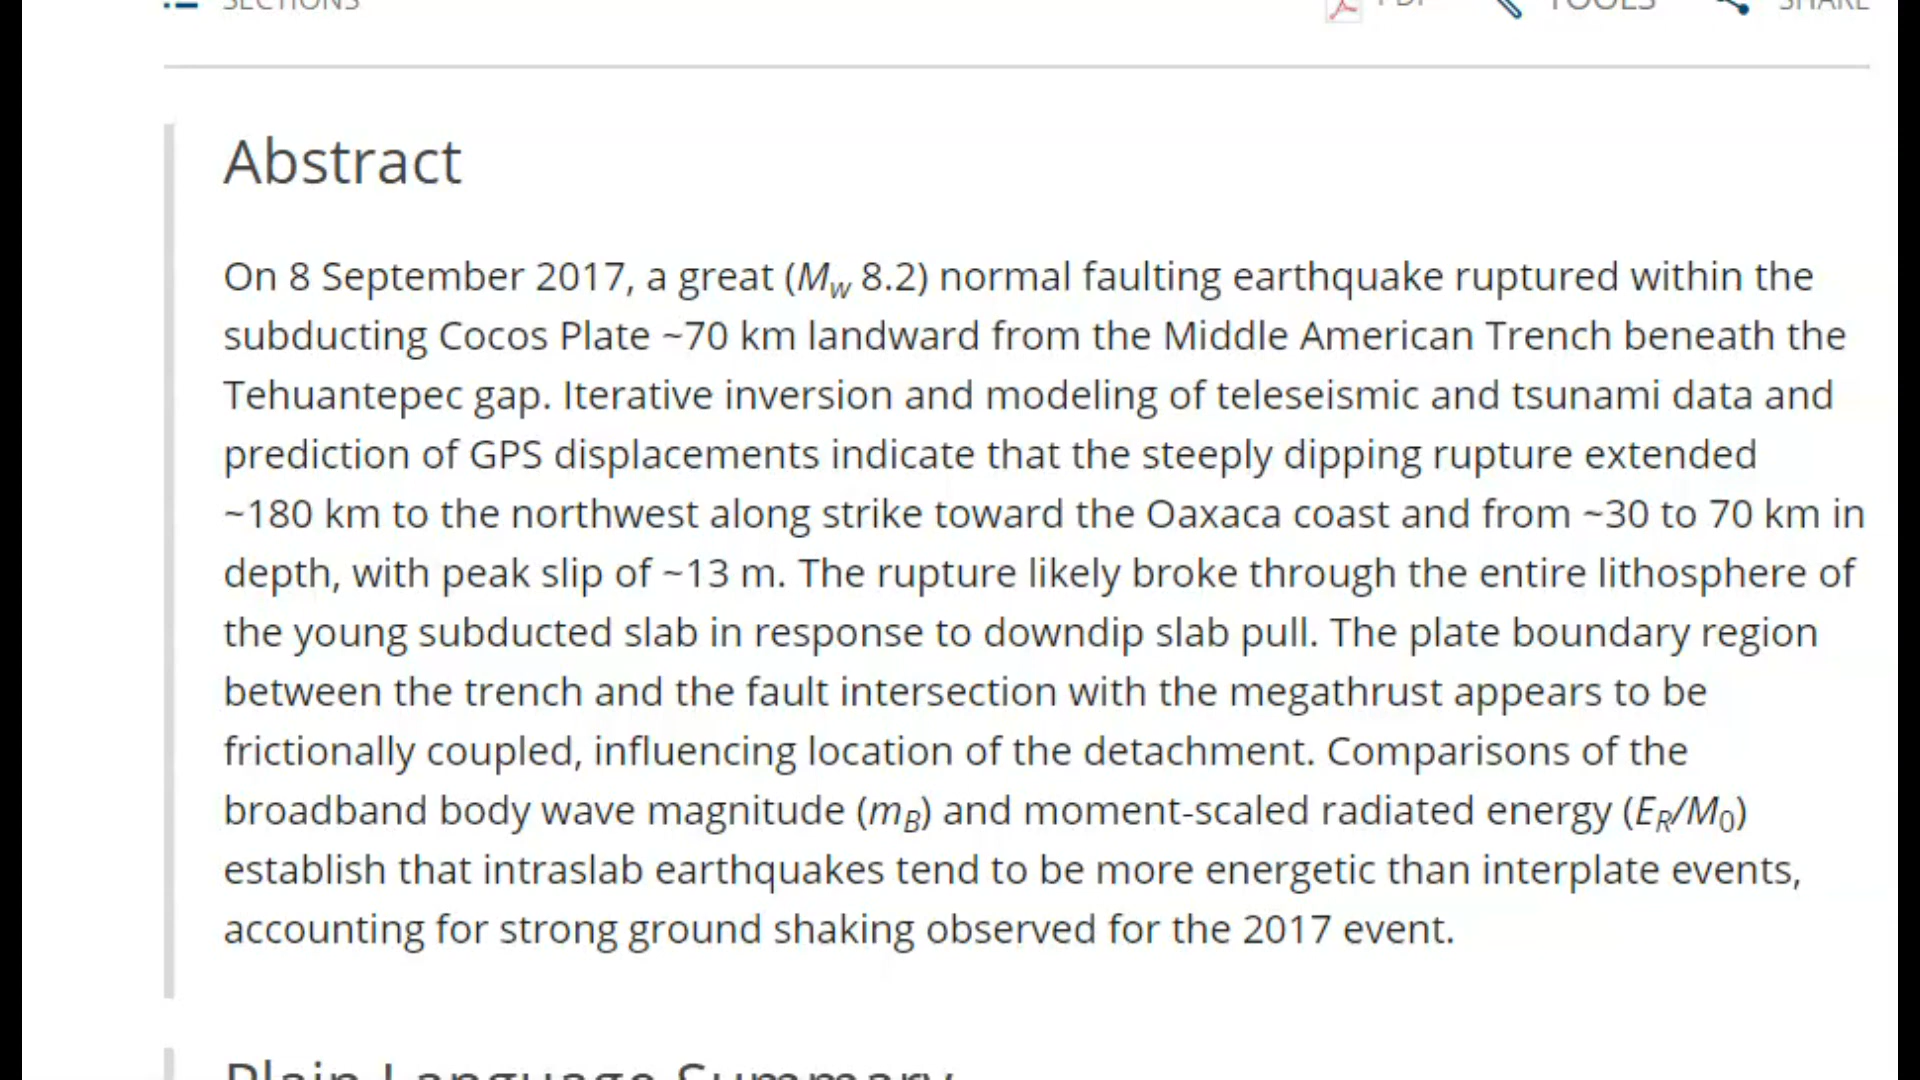 SECTIONS PDF TOOLS SHARE
Abstract
On 8 September 2017, a great (Mw 8.2) normal faulting earthquake ruptured within the
subducting Cocos Plate ~70 km landward from the Middle American Trench beneath the
Tehuantepec gap. Iterative inversion and modeling of teleseismic and tsunami data and
prediction of GPS displacements indicate that the steeply dipping rupture extended
~180 km to the northwest along strike toward the Oaxaca coast and from ~30 to 70 km in
depth, with peak slip of ~13 m. The rupture likely broke through the entire lithosphere of
the young subducted slab in response to downdip slab pull. The plate boundary region
between the trench and the fault intersection with the megathrust appears to be
frictionally coupled, influencing location of the detachment. Comparisons of the
broadband body wave magnitude (mB) and moment-scaled radiated energy (ER/M0)
establish that intraslab earthquakes tend to be more energetic than interplate events,
accounting for strong ground shaking observed for the 2017 event.
Plain Language Summary